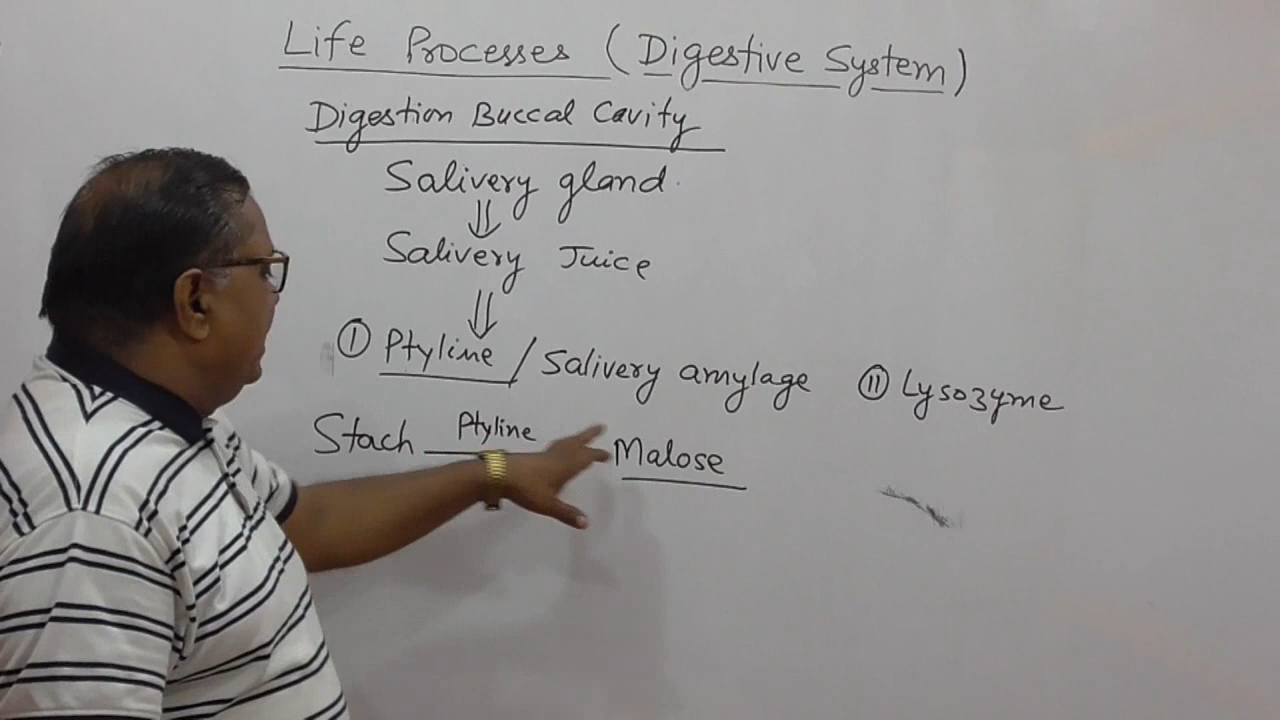 Life Processes (Digestive System)
Digestion Buccal Cavity
Salivery gland
Salivery Juice
① Ptyline / Salivery amylage ⑪ Lysozyme
Stach Ptyline Malose